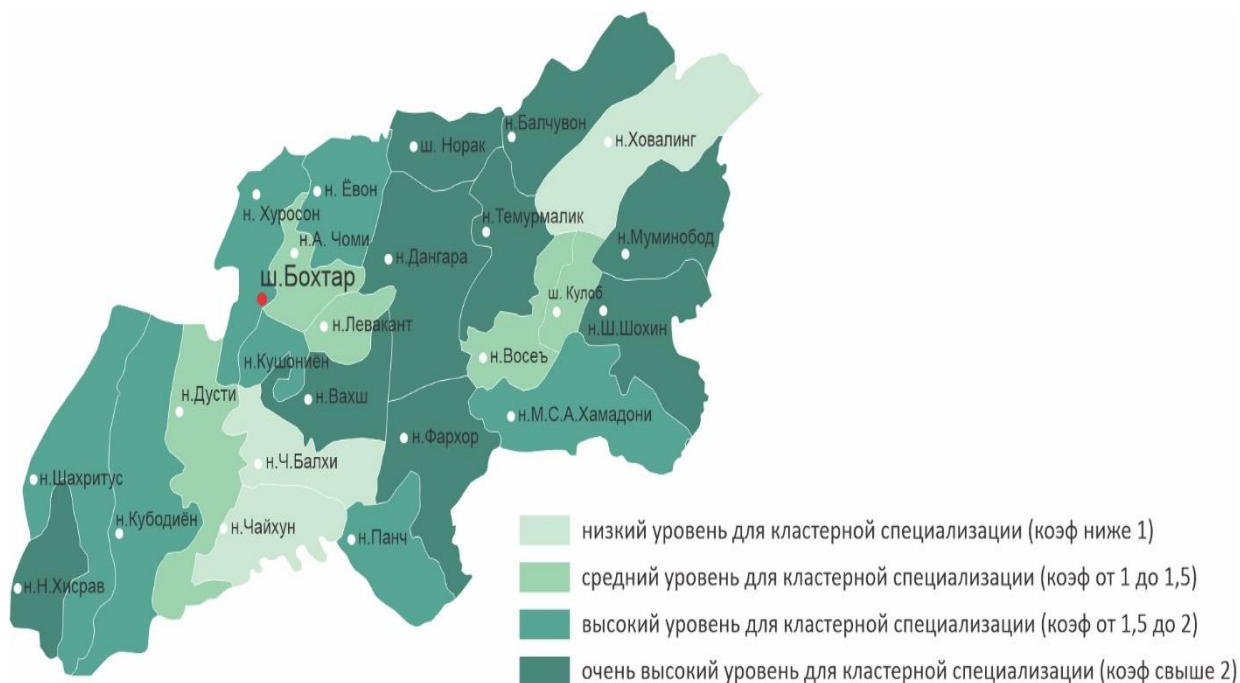 н.Балчувон
ш. Норак
н.Ховалинг
н. Ёвон
н. Хуросон
н.Темурмалик
н.А. Чоми
н.Муминобод
н.Дангара
ш.Бохтар
ш. Кулоб
н.Ш.Шохин
н.Левакант
н.Восеъ
н.Кушониён
н.Дусти
н.Вахш
н.М.С.А.Хамадони
н.Фархор
н.Ч.Балхи
н.Шахритус
н.Кубодиён
н.Чайхун
н.Панч
н.Н.Хисрав
низкий уровень для кластерной специализации (коэф ниже 1)
средний уровень для кластерной специализации (коэф от 1 до 1,5)
высокий уровень для кластерной специализации (коэф от 1,5 до 2)
очень высокий уровень для кластерной специализации (коэф свыше 2)